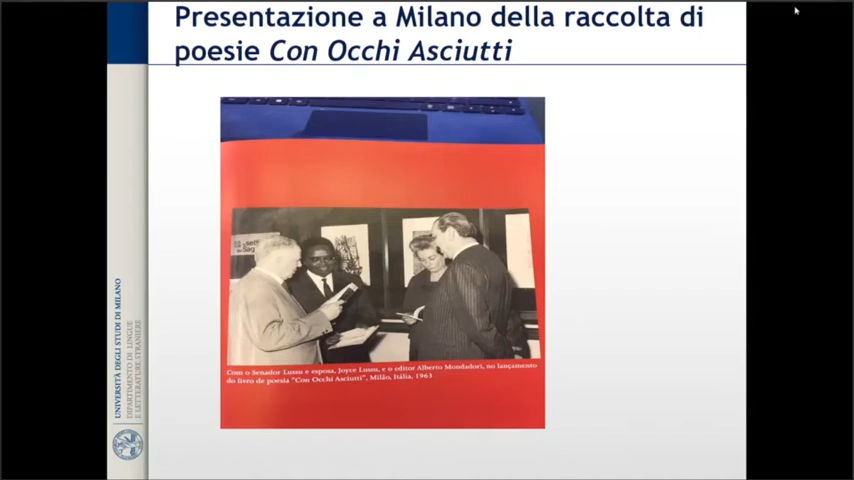 Presentazione a Milano della raccolta di
poesie Con Occhi Asciutti
Com o Senador Lussu e esposa, Joyce Lussu, e o editor Alberto Mondadori, no lançamento
do livro de poesia "Con Occhi Asciutti", Milão, Itália, 1963
UNIVERSITÀ DEGLI STUDI DI MILANO
DIPARTIMENTO DI LINGUE
E LETTERATURE STRANIERE